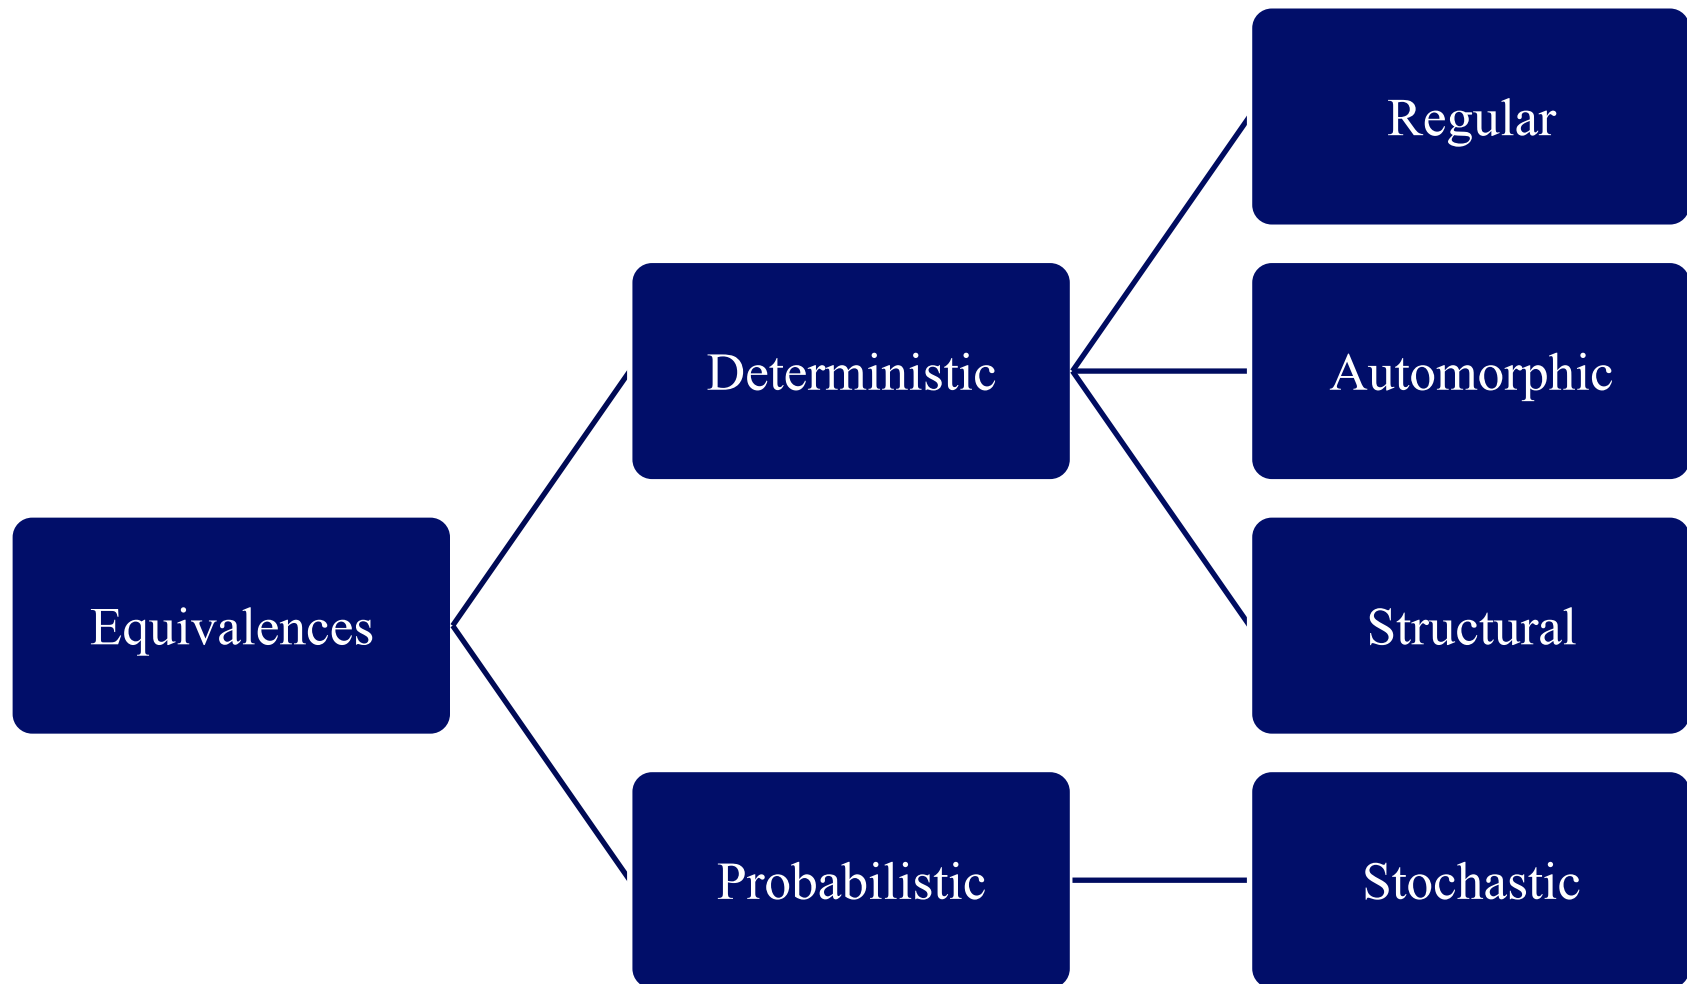 Equivalences
Deterministic
Regular
Automorphic
Structural
Probabilistic
Stochastic